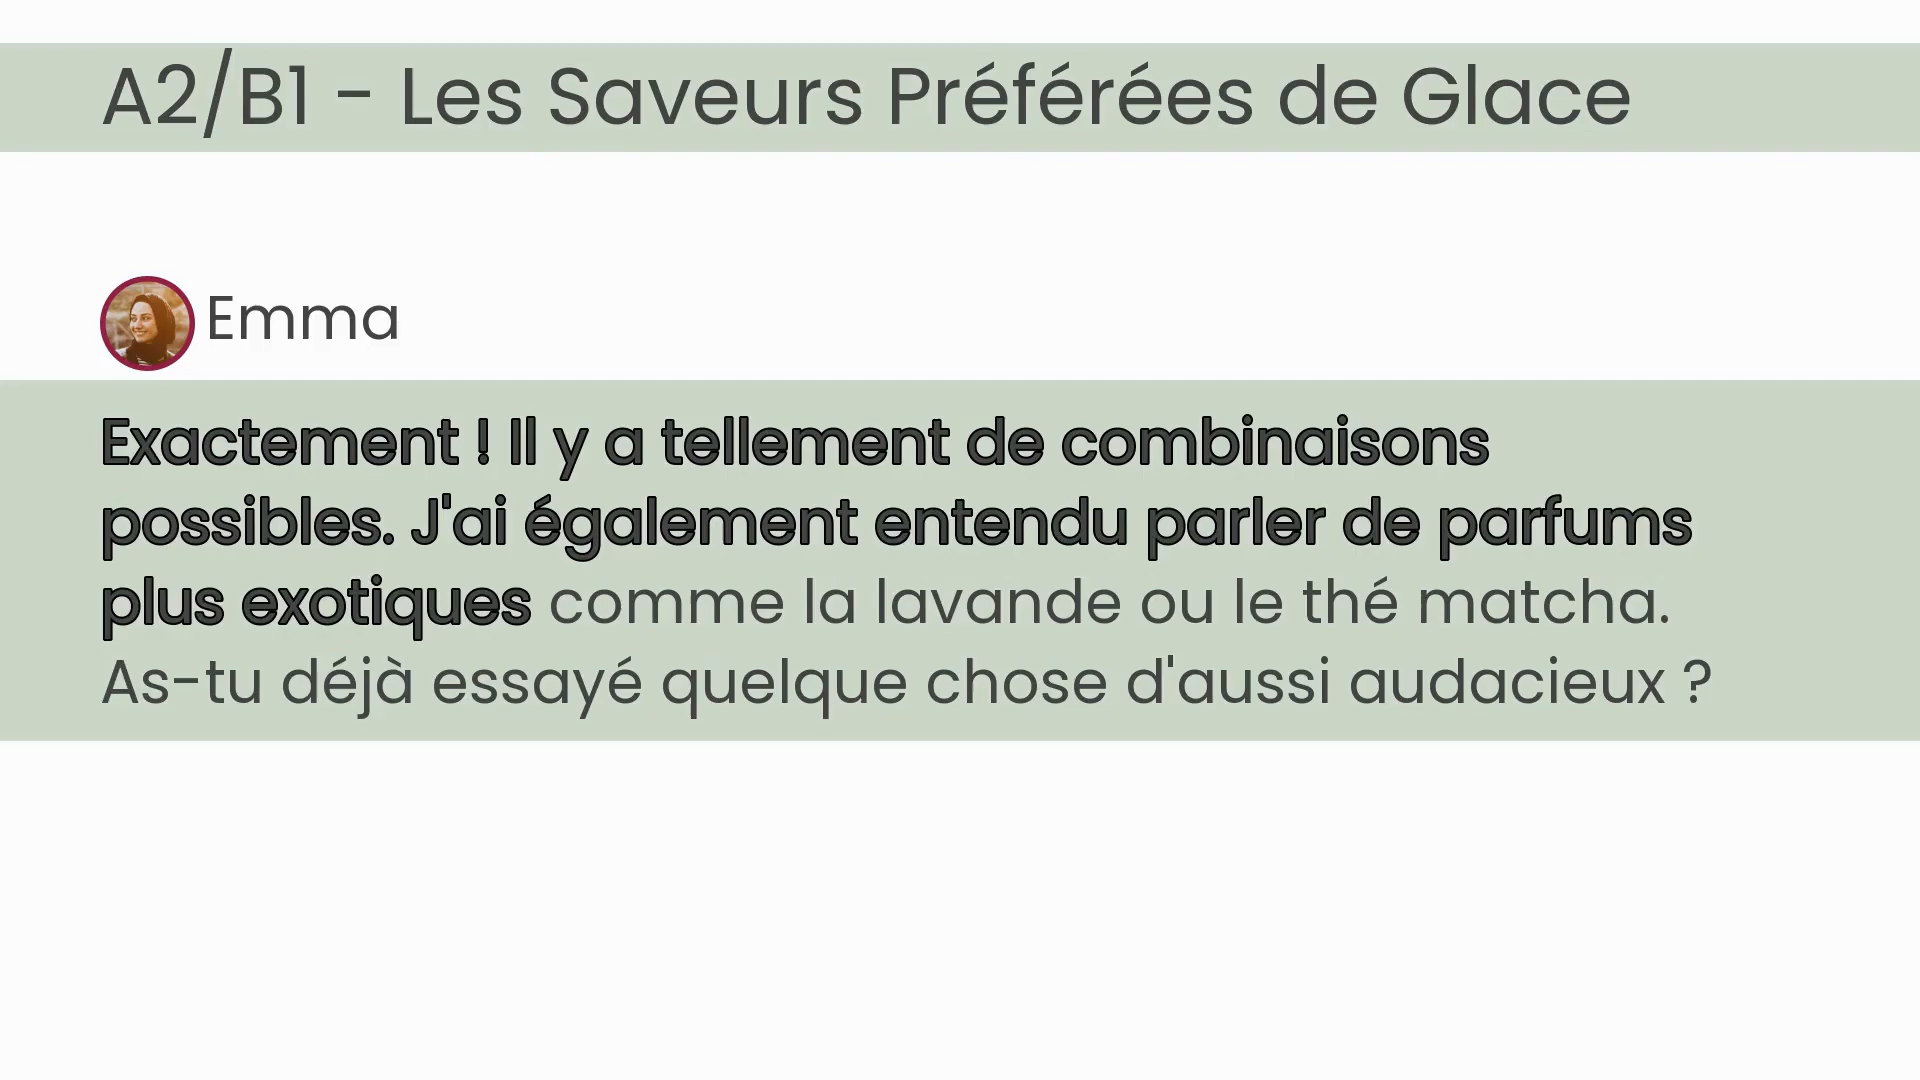 A2/B1 - Les Saveurs Préférées de Glace
Emma
Exactement ! Il y a tellement de combinaisons
possibles. J'ai également entendu parler de parfums
plus exotiques comme la lavande ou le thé matcha.
As-tu déjà essayé quelque chose d'aussi audacieux ?